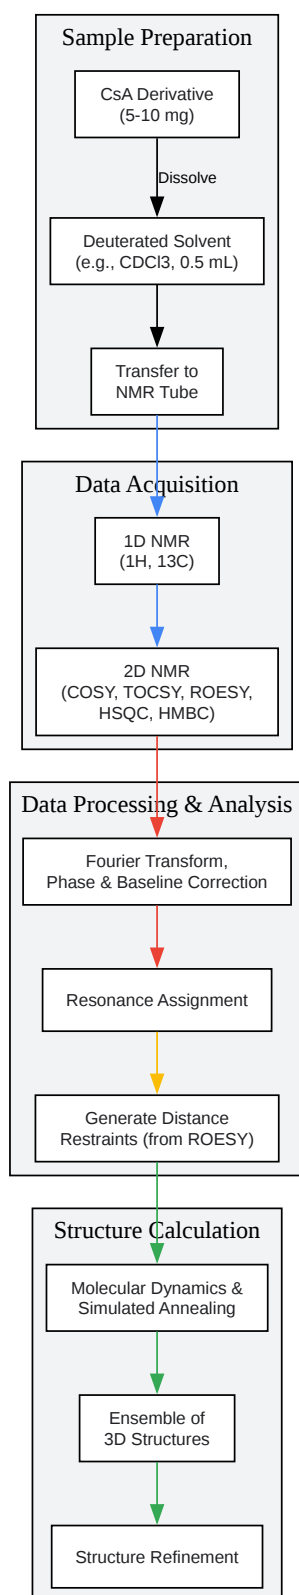 Sample Preparation
CsA Derivative
(5-10 mg)
Dissolve
Deuterated Solvent
(e.g., CDCl3, 0.5 mL)
Transfer to
NMR Tube
Data Acquisition
1D NMR
(1H, 13C)
2D NMR
(COSY, TOCSY, ROESY,
HSQC, HMBC)
Data Processing & Analysis
Fourier Transform,
Phase & Baseline Correction
Resonance Assignment
Generate Distance
Restraints (from ROESY)
Structure Calculation
Molecular Dynamics &
Simulated Annealing
Ensemble of
3D Structures
Structure Refinement